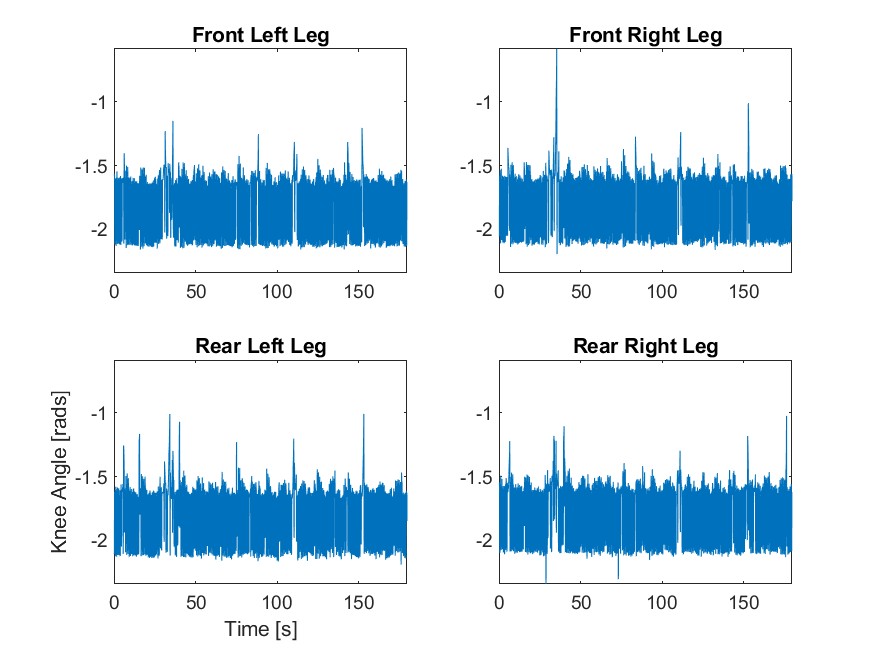 Front Left Leg
Front Right Leg
-1
-1.5
-2
0 50 100 150
-1
-1.5
-2
0 50 100 150
Rear Left Leg
Rear Right Leg
Knee Angle [rads]
-1
-1.5
-2
0 50 100 150
Time [s]
-1
-1.5
-2
0 50 100 150